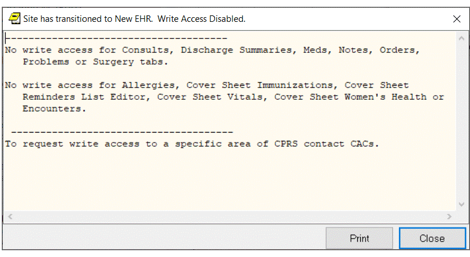 Site has transitioned to New EHR.  Write Access Disabled.
-------------------------------------
No write access for Consults, Discharge Summaries, Meds, Notes, Orders,
Problems or Surgery tabs.
No write access for Allergies, Cover Sheet Immunizations, Cover Sheet
Reminders List Editor, Cover Sheet Vitals, Cover Sheet Women's Health or
Encounters.
-------------------------------------
To request write access to a specific area of CPRS contact CACs.
Print Close